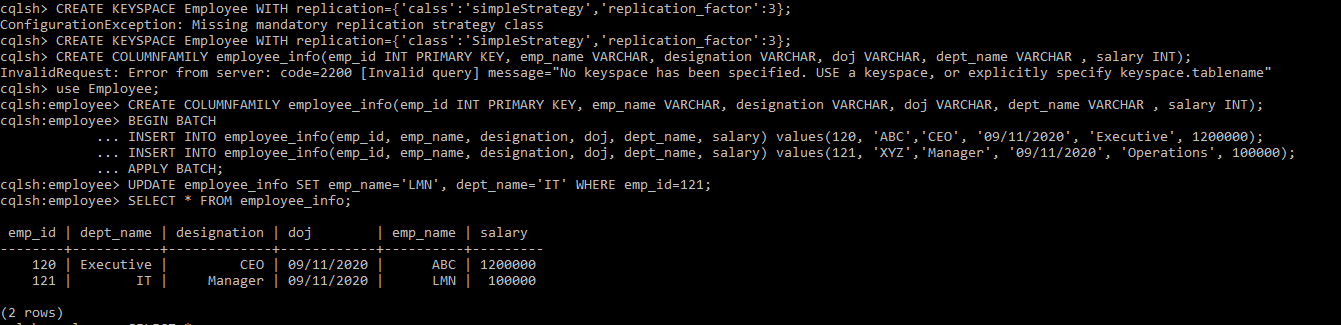 cqlsh> CREATE KEYSPACE Employee WITH replication={'calss':'simpleStrategy','replication_factor':3};
ConfigurationException: Missing mandatory replication strategy class
cqlsh> CREATE KEYSPACE Employee WITH replication={'class':'SimpleStrategy','replication_factor':3};
cqlsh> CREATE COLUMNFAMILY employee_info(emp_id INT PRIMARY KEY, emp_name VARCHAR, designation VARCHAR, doj VARCHAR, dept_name VARCHAR , salary INT);
InvalidRequest: Error from server: code=2200 [Invalid query] message="No keyspace has been specified. USE a keyspace, or explicitly specify keyspace.tablename"
cqlsh> use Employee;
cqlsh:employee> CREATE COLUMNFAMILY employee_info(emp_id INT PRIMARY KEY, emp_name VARCHAR, designation VARCHAR, doj VARCHAR, dept_name VARCHAR , salary INT);
cqlsh:employee> BEGIN BATCH
            ... INSERT INTO employee_info(emp_id, emp_name, designation, doj, dept_name, salary) values(120, 'ABC','CEO', '09/11/2020', 'Executive', 1200000);
            ... INSERT INTO employee_info(emp_id, emp_name, designation, doj, dept_name, salary) values(121, 'XYZ','Manager', '09/11/2020', 'Operations', 100000);
            ... APPLY BATCH;
cqlsh:employee> UPDATE employee_info SET emp_name='LMN', dept_name='IT' WHERE emp_id=121;
cqlsh:employee> SELECT * FROM employee_info;
 emp_id | dept_name | designation | doj        | emp_name | salary
--------+-----------+-------------+------------+----------+---------
    120 | Executive |         CEO | 09/11/2020 |      ABC | 1200000
    121 |        IT |     Manager | 09/11/2020 |      LMN |  100000
(2 rows)